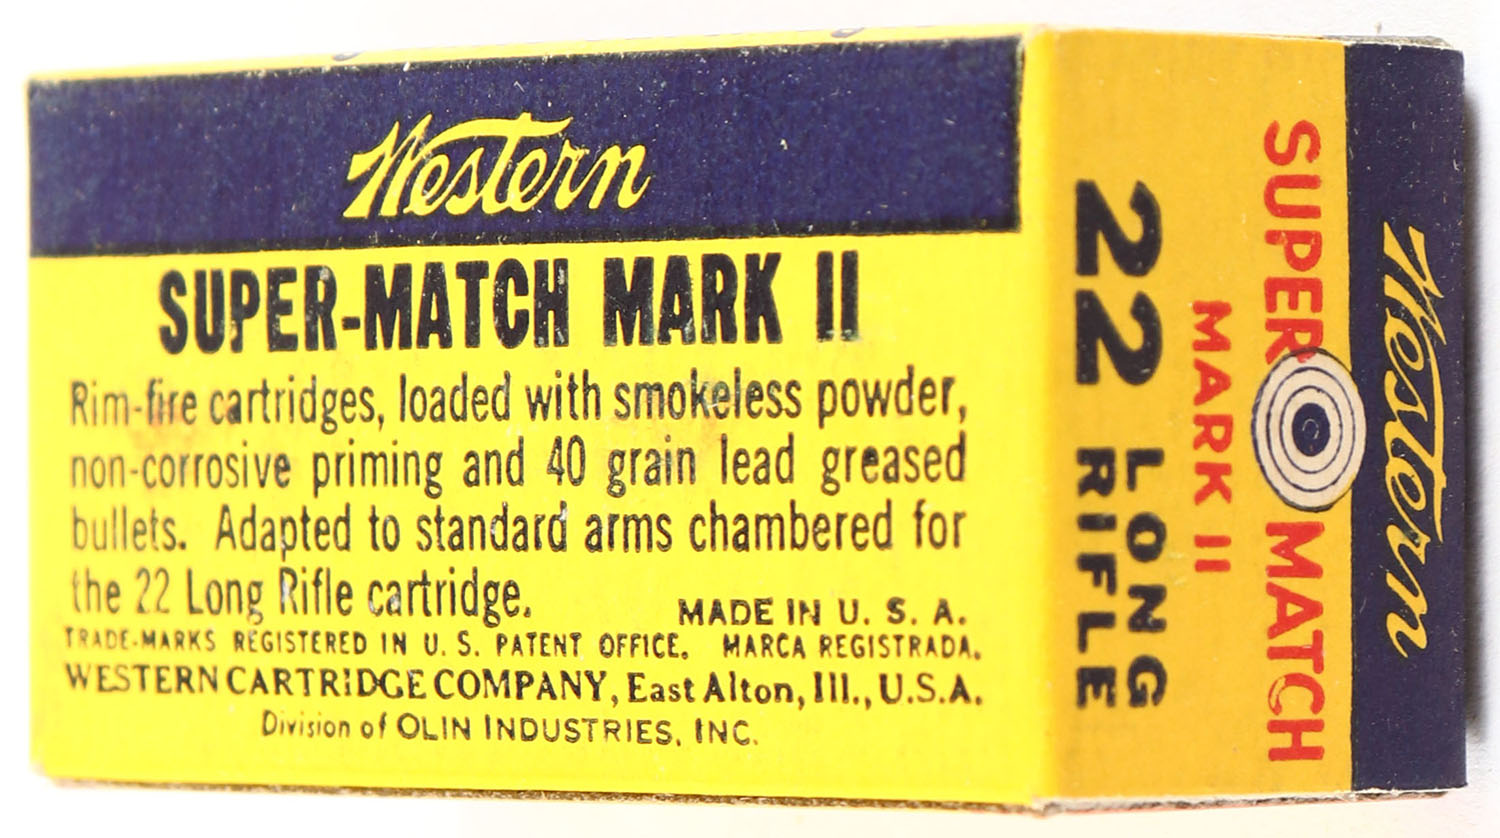 Western
SUPER-MATCH MARK II
Rim-fire cartridges, loaded with smokeless powder,
non-corrosive priming and 40 grain lead greased
bullets. Adapted to standard arms chambered for
the 22 Long Rifle cartridge.
MADE IN U. S. A.
TRADE-MARKS REGISTERED IN U. S. PATENT OFFICE. MARCA REGISTRADA.
WESTERN CARTRIDGE COMPANY, East Alton, Ill., U.S.A.
Division of OLIN INDUSTRIES, INC.
Western
SUPER MATCH
MARK II
22 LONG
RIFLE